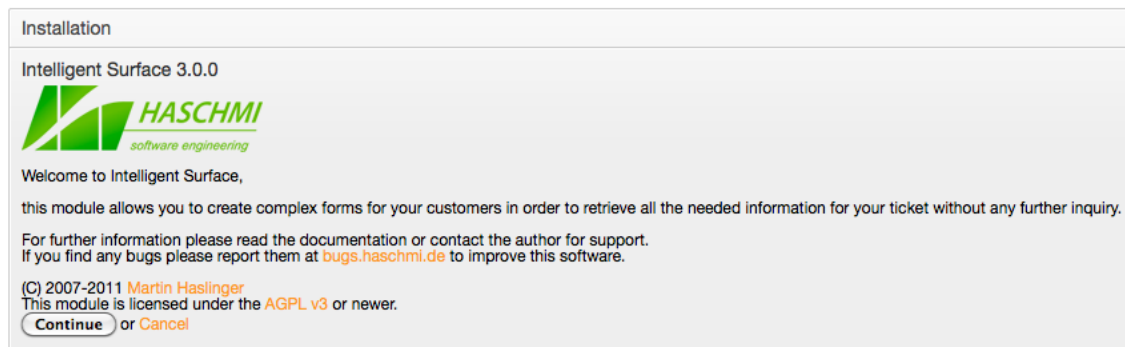 Installation
Intelligent Surface 3.0.0
HASCHMI
software engineering
Welcome to Intelligent Surface,
this module allows you to create complex forms for your customers in order to retrieve all the needed information for your ticket without any further inquiry.
For further information please read the documentation or contact the author for support.
If you find any bugs please report them at bugs.haschmi.de to improve this software.
(C) 2007-2011 Martin Haslinger
This module is licensed under the AGPL v3 or newer.
Continue or Cancel